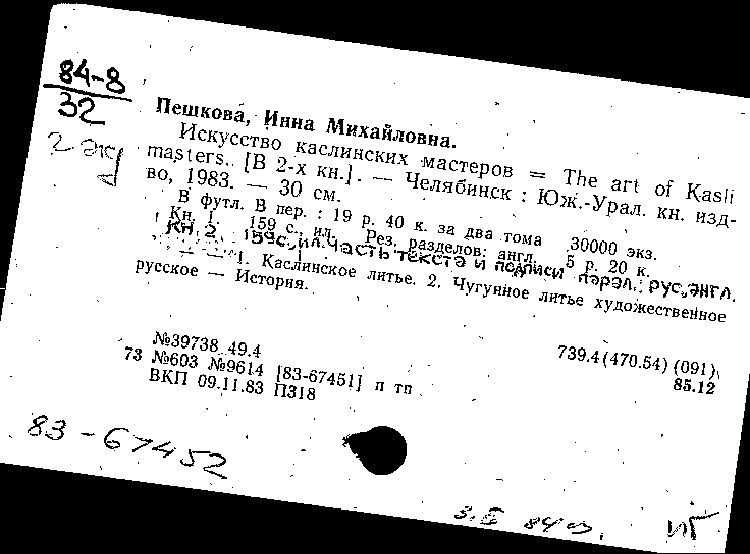 84-8
32
2 экз
Пешкова, Инна Михайловна.
Искусство каслинских мастеров = The art of Kasli
masters. [В 2-х кн.]. — Челябинск : Юж.-Урал. кн. изд-
во, 1983. — 30 см.
В футл. В пер. : 19 р. 40 к. за два тома 30000 экз.
Кн. 1. 159 с., ил. Рез. разделов: англ. 5 р. 20 к.
Кн. 2. 159с., ил. Часть текста и подписи парал.: рус., англ.
— — 1. Каслинское литье. 2. Чугунное литье художественное
русское — История.
№39738 49.4
739.4(470.54)(091)
73 №603 №9614 [83-67451] п тп
85.12
ВКП 09.11.83 П318
83-67452